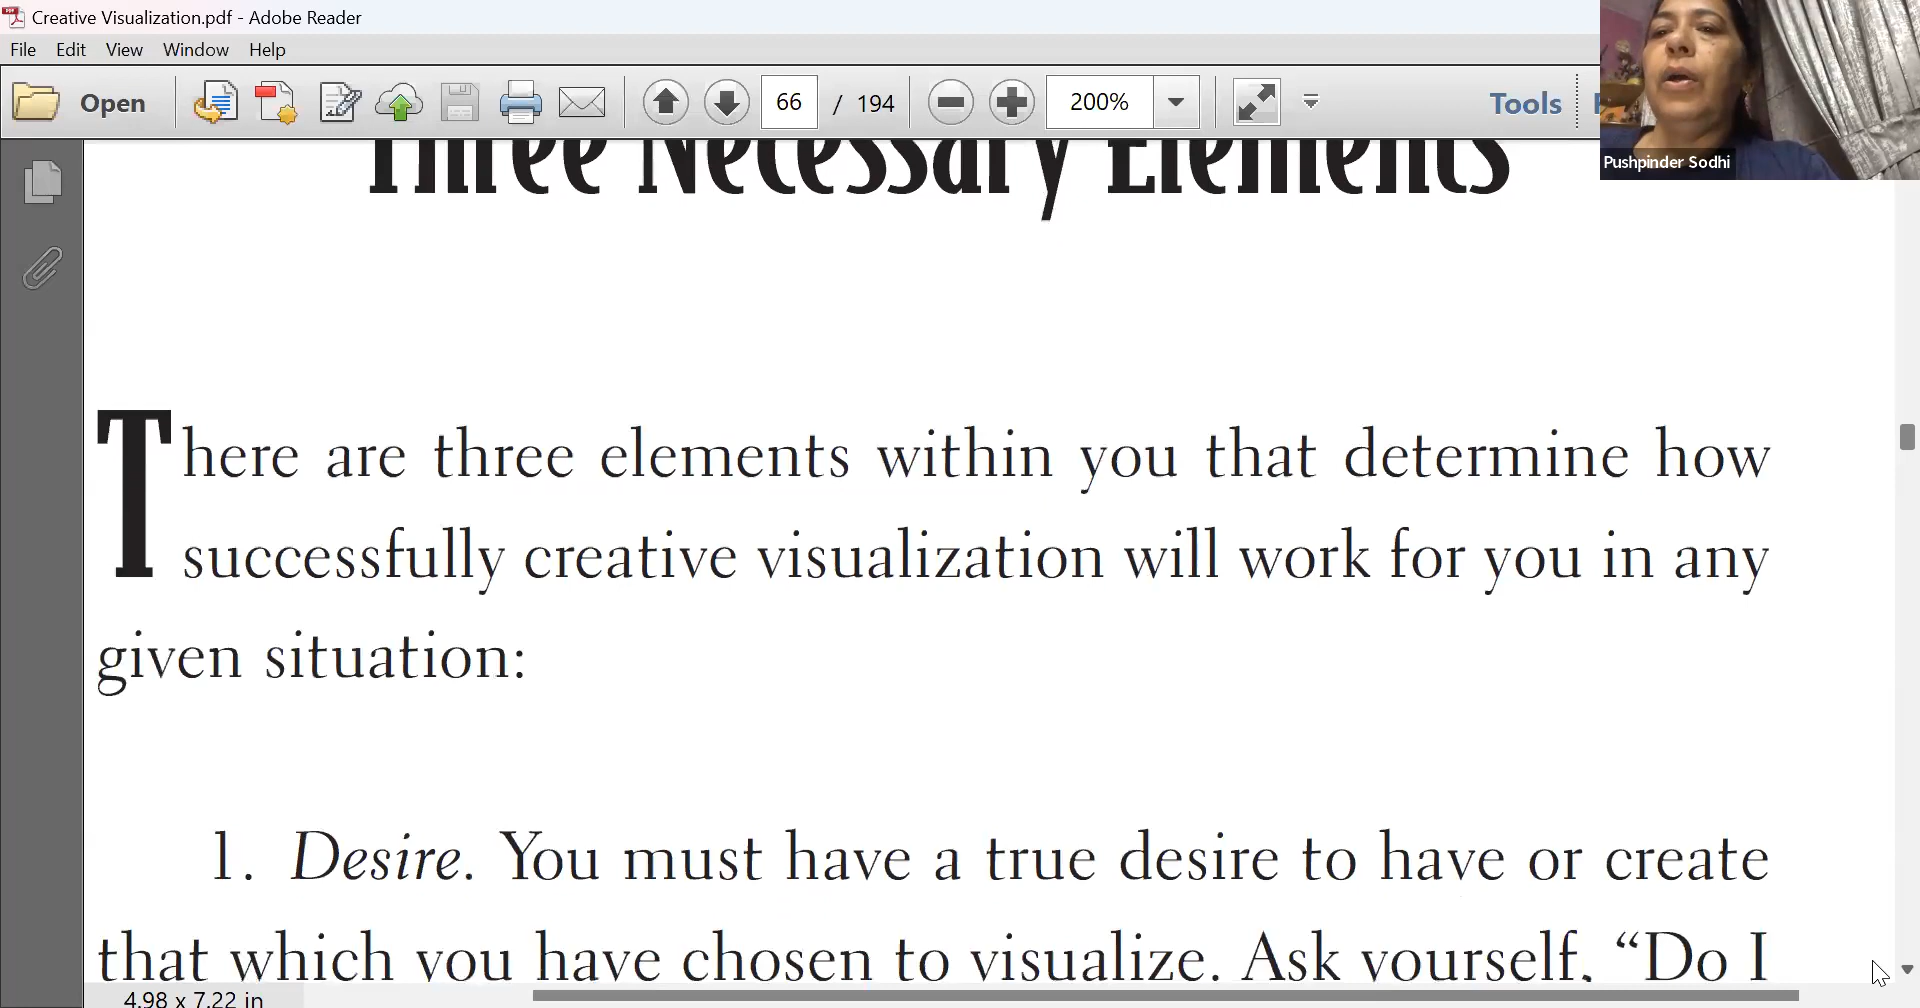 Creative Visualization.pdf - Adobe Reader
File Edit View Window Help
Open 66 / 194 200% Tools
Pushpinder Sodhi
Three Necessary Elements
There are three elements within you that determine how
successfully creative visualization will work for you in any
given situation:
1. Desire. You must have a true desire to have or create
that which you have chosen to visualize. Ask yourself, “Do I
4.98 x 7.22 in